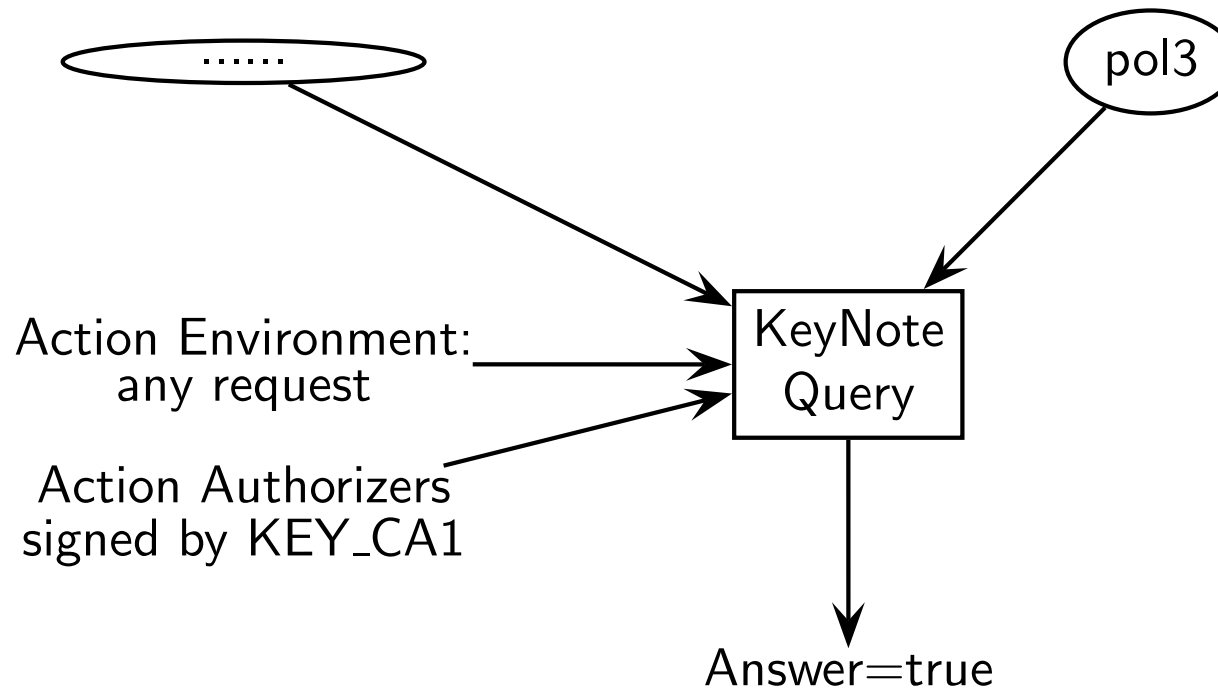 ......
pol3
KeyNote
Query
Action Environment:
any request
Action Authorizers
signed by KEY_CA1
Answer=true